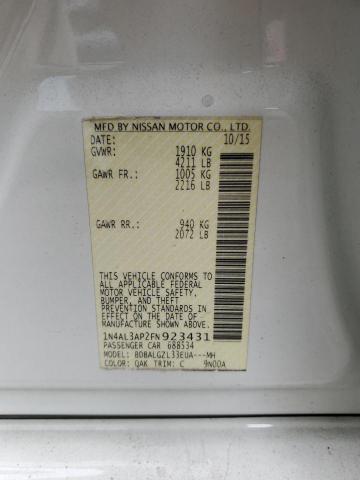 MFD BY NISSAN MOTOR CO., LTD.
DATE: 10/15
GVWR: 1910 KG
4211 LB
GAWR FR.: 1005 KG
2216 LB
GAWR RR.: 940 KG
2072 LB
THIS VEHICLE CONFORMS TO
ALL APPLICABLE FEDERAL
MOTOR VEHICLE SAFETY,
BUMPER, AND THEFT
PREVENTION STANDARDS
IN EFFECT ON THE DATE OF
MANUFACTURE SHOWN ABOVE.
1N4AL3AP2FN923431
PASSENGER CAR 688534
MODEL: BDBALGZL33EUA---MH
COLOR: QAK TRIM: C 9N00A